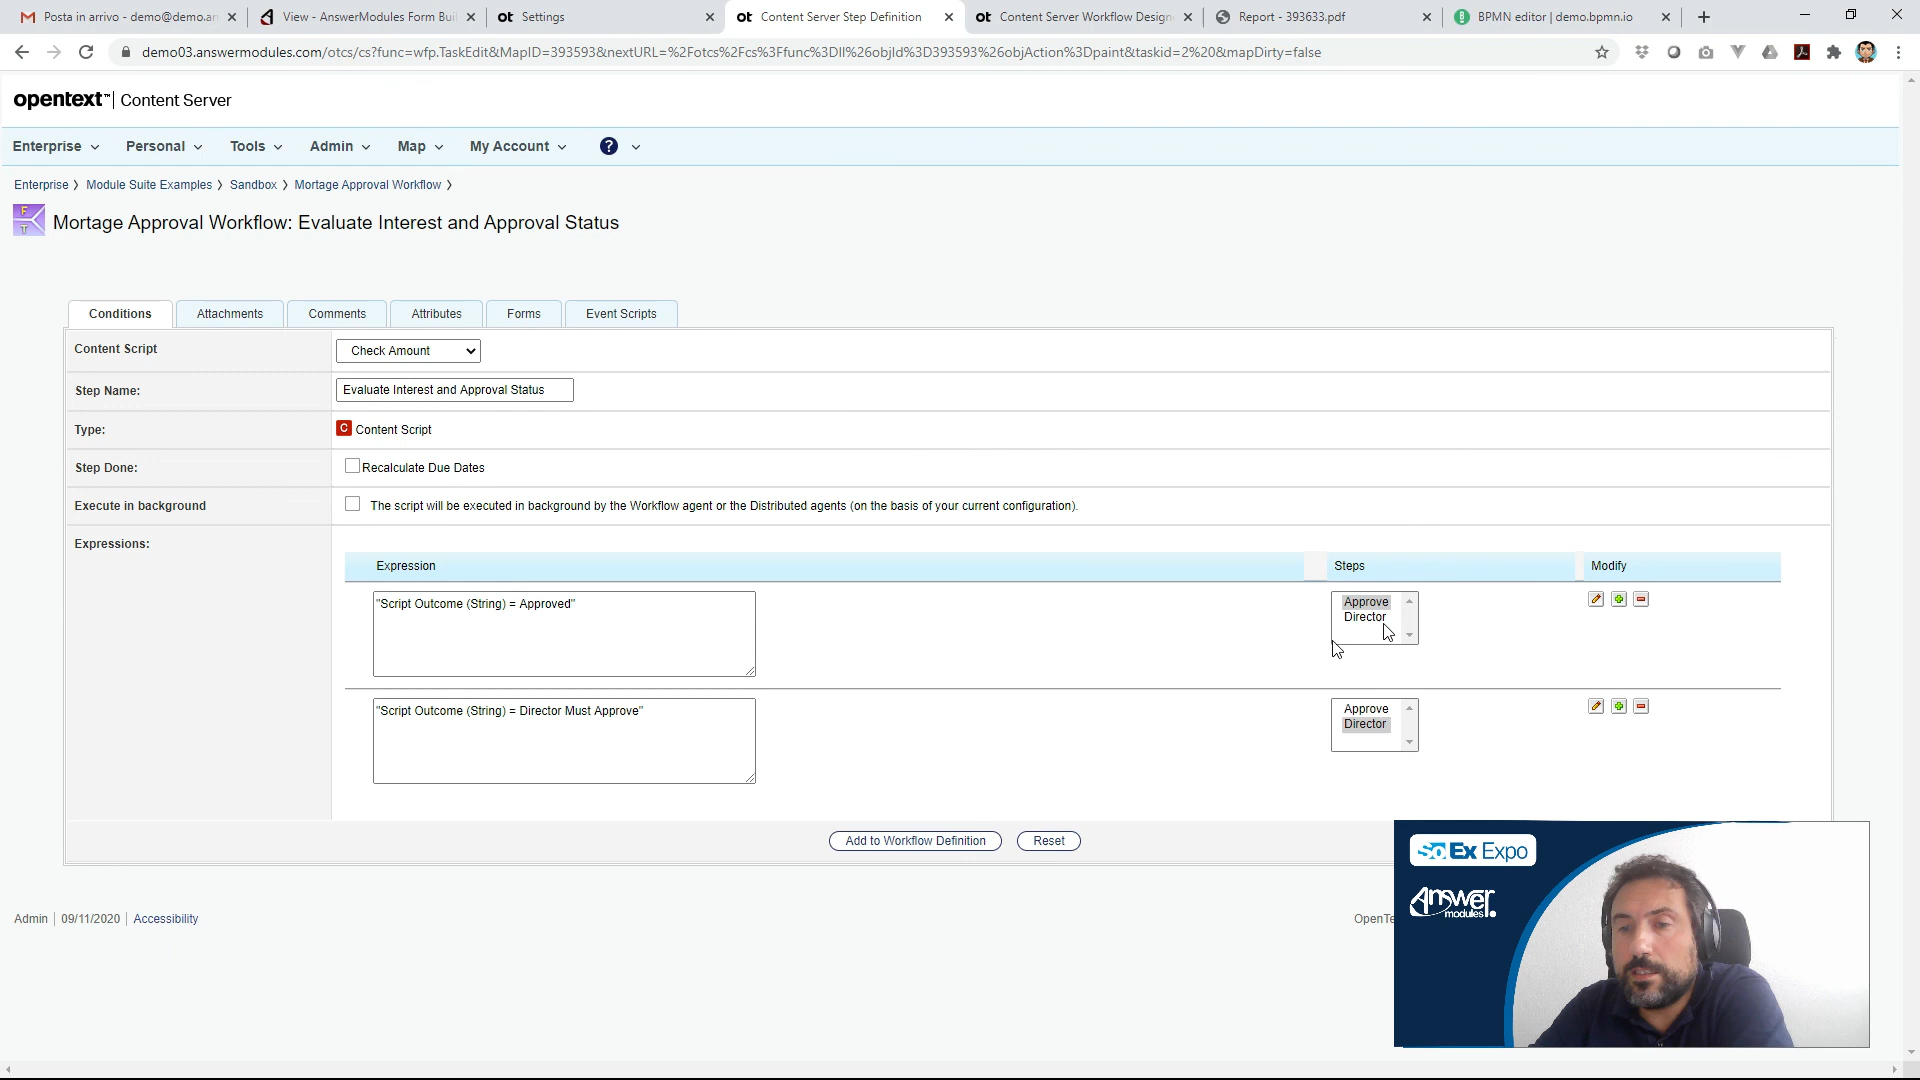 Posta in arrivo - demo@demo.an
View - AnswerModules Form Buil
ot Settings
ot Content Server Step Definition
ot Content Server Workflow Design
Report - 393633.pdf
BPMN editor | demo.bpmn.io
demo03.answermodules.com/otcs/cs?func=wfp.TaskEdit&MapID=393593&nextURL=%2Fotcs%2Fcs%3Ffunc%3Dll%26objId%3D393593%26objAction%3Dpaint&taskid=2%20&mapDirty=false
opentext™ | Content Server
Enterprise Personal Tools Admin Map My Account ?
Enterprise 〉 Module Suite Examples 〉 Sandbox 〉 Mortage Approval Workflow 〉
F T
Mortage Approval Workflow: Evaluate Interest and Approval Status
Conditions Attachments Comments Attributes Forms Event Scripts
Content Script Check Amount
Step Name: Evaluate Interest and Approval Status
Type: C Content Script
Step Done: Recalculate Due Dates
Execute in background The script will be executed in background by the Workflow agent or the Distributed agents (on the basis of your current configuration).
Expressions:
Expression Steps Modify
"Script Outcome (String) = Approved"
Approve
Director
"Script Outcome (String) = Director Must Approve"
Approve
Director
Add to Workflow Definition Reset
Admin | 09/11/2020 | Accessibility
OpenTe
SolEx Expo
Answer
modules.